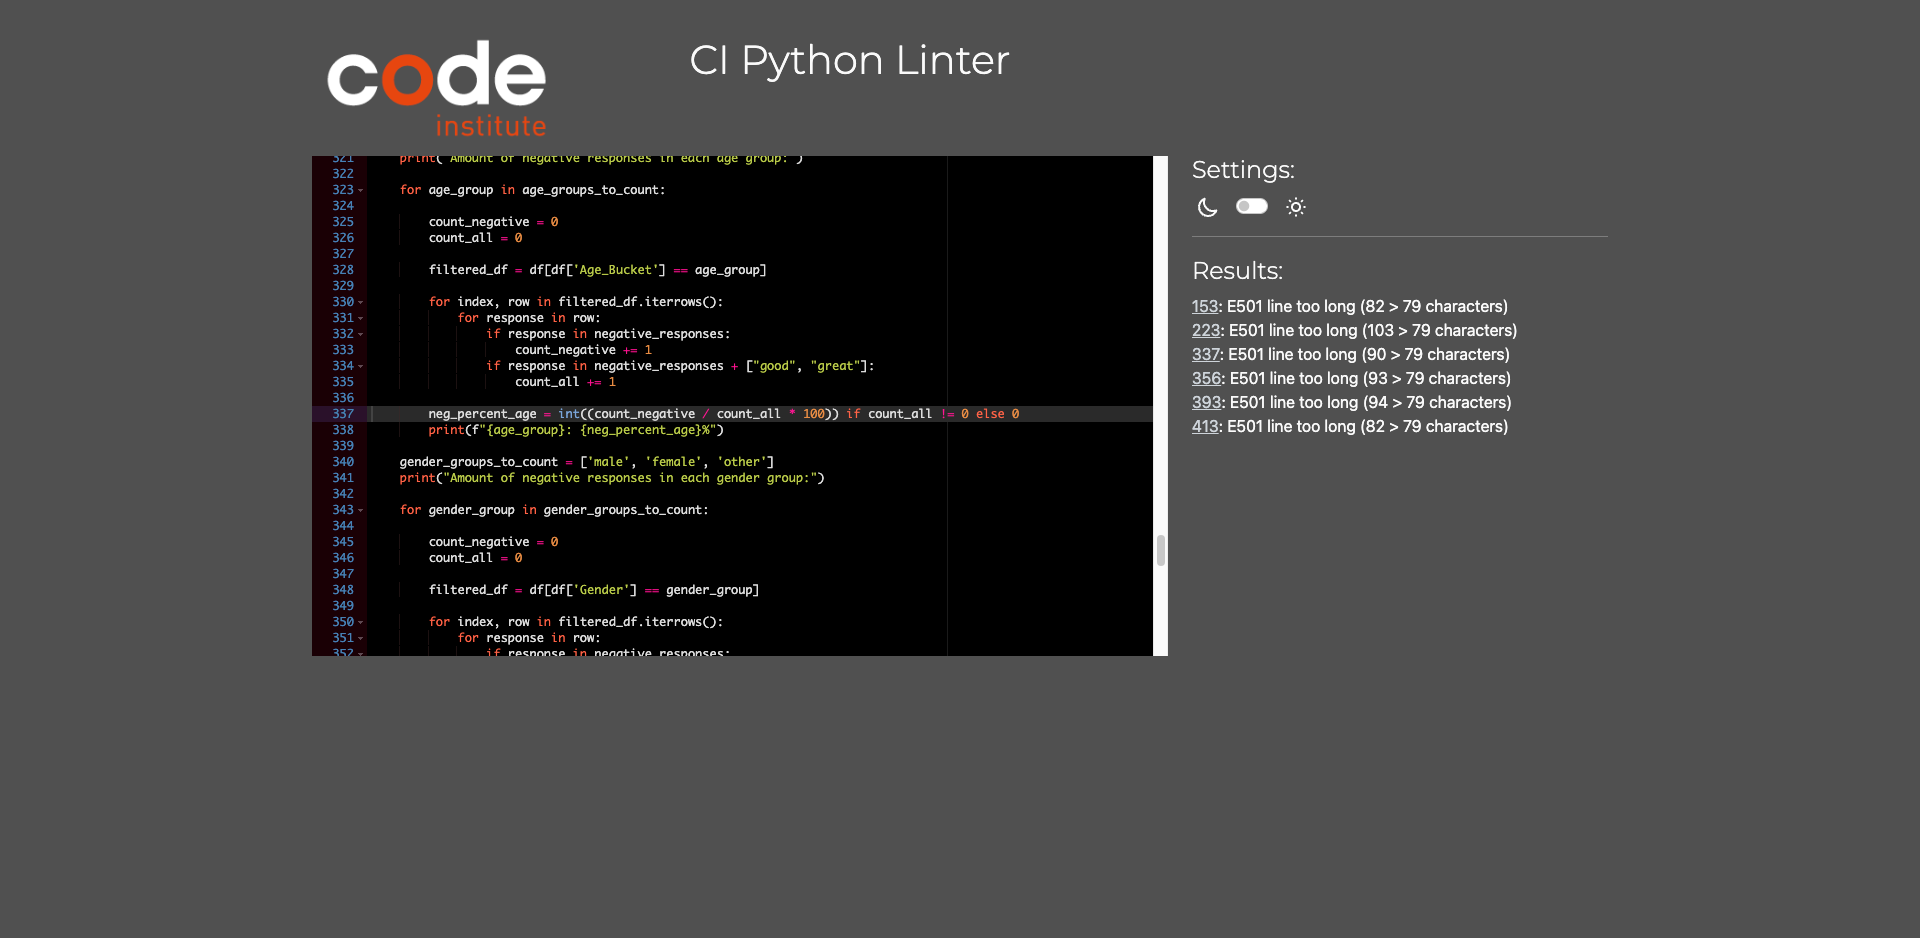 code
institute
CI Python Linter
321 print("Amount of negative responses in each age group:")
322
323 for age_group in age_groups_to_count:
324
325 count_negative = 0
326 count_all = 0
327
328 filtered_df = df[df['Age_Bucket'] == age_group]
329
330 for index, row in filtered_df.iterrows():
331 for response in row:
332 if response in negative_responses:
333 count_negative += 1
334 if response in negative_responses + ["good", "great"]:
335 count_all += 1
336
337 neg_percent_age = int((count_negative / count_all * 100)) if count_all != 0 else 0
338 print(f"{age_group}: {neg_percent_age}%")
339
340 gender_groups_to_count = ['male', 'female', 'other']
341 print("Amount of negative responses in each gender group:")
342
343 for gender_group in gender_groups_to_count:
344
345 count_negative = 0
346 count_all = 0
347
348 filtered_df = df[df['Gender'] == gender_group]
349
350 for index, row in filtered_df.iterrows():
351 for response in row:
352 if response in negative_responses:
Settings:
Results:
153: E501 line too long (82 > 79 characters)
223: E501 line too long (103 > 79 characters)
337: E501 line too long (90 > 79 characters)
356: E501 line too long (93 > 79 characters)
393: E501 line too long (94 > 79 characters)
413: E501 line too long (82 > 79 characters)